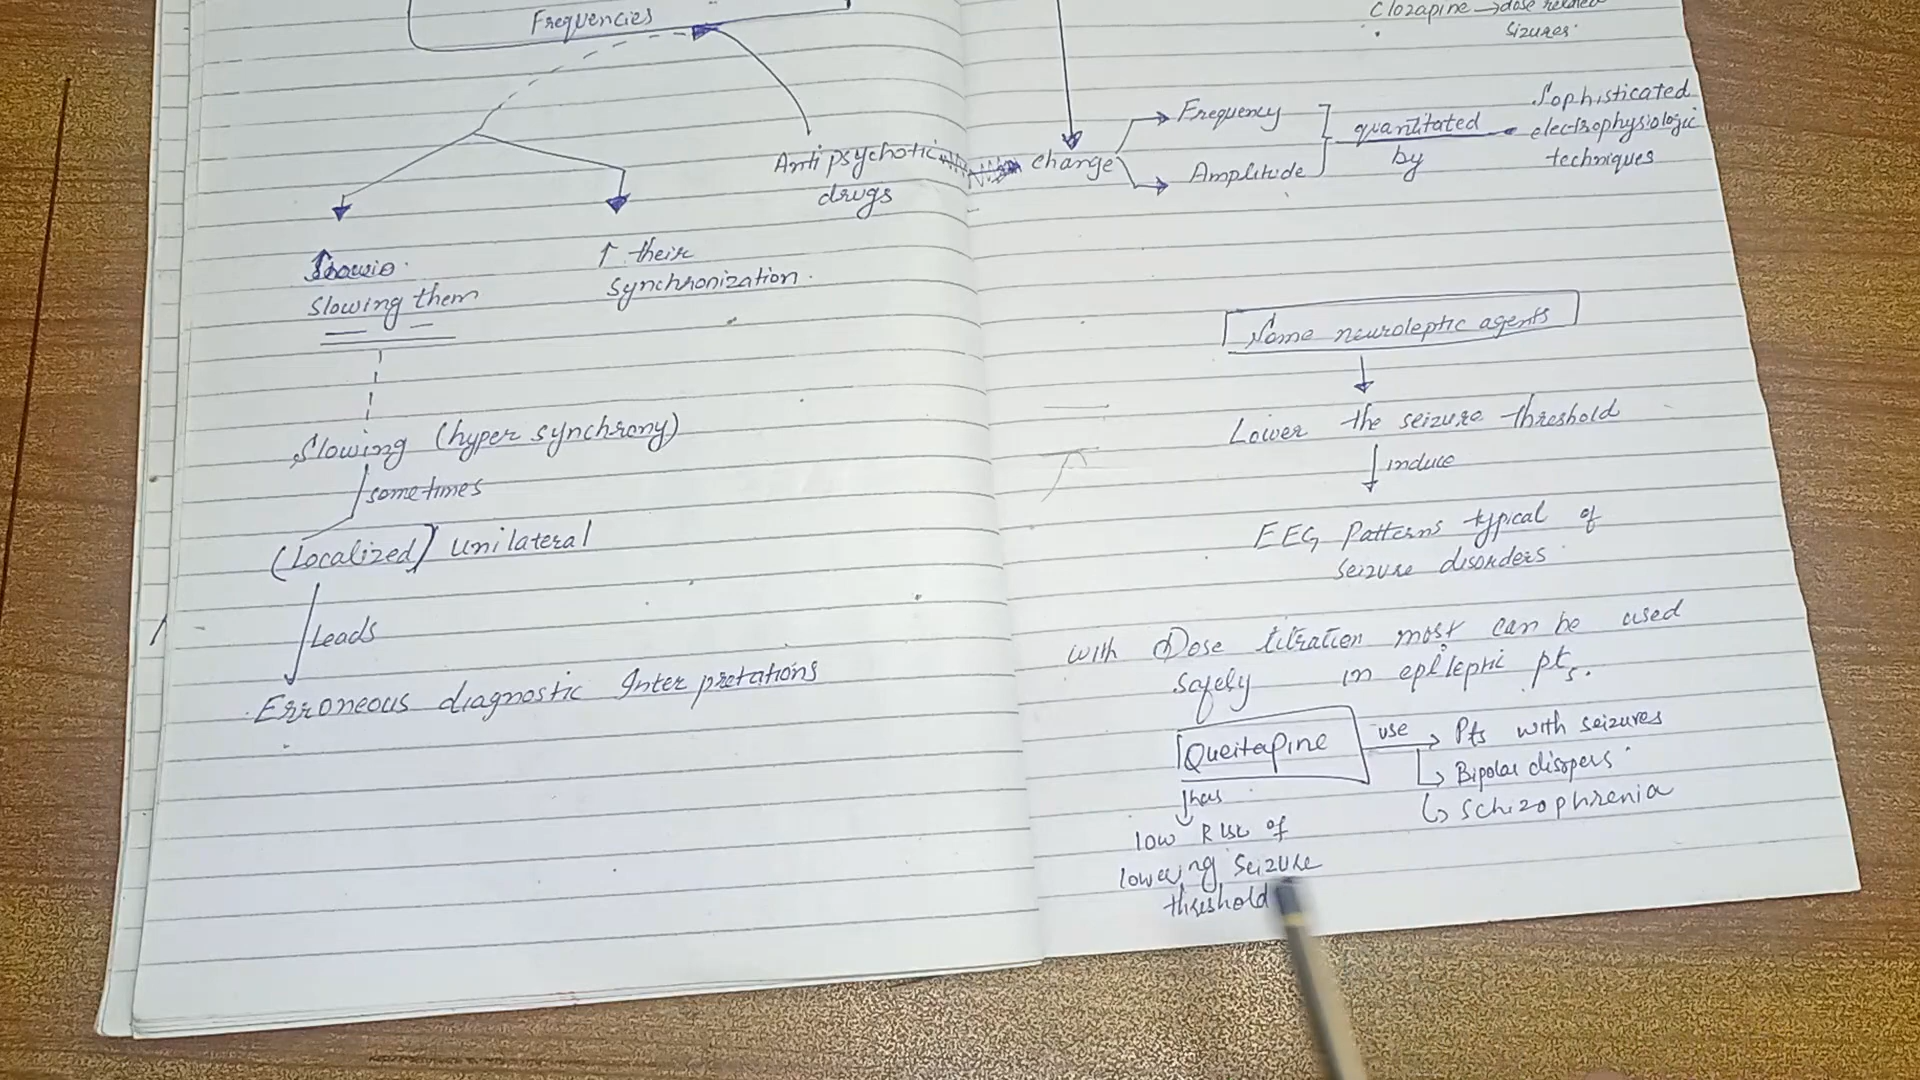 Frequencies
Antipsychotic
drugs
slowing them
↑ their
synchronization.
Slowing (hyper synchrony)
sometimes
(Localized) unilateral
Leads
Erroneous diagnostic Interpretations
Clozapine → dose related
sizures.
change
Frequency
Amplitude
quantitated
by
Sophisticated
electrophysiologic
techniques
Some neuroleptic agents
Lower the seizure threshold
induce
EEG Patterns typical of
seizure disorders
with Dose titration most can be used
safely in epileptic pts.
Queitapine
use
Pts with seizures
Bipolar
Schizophrenia
has
low Risk of
lowering seizure
threshold